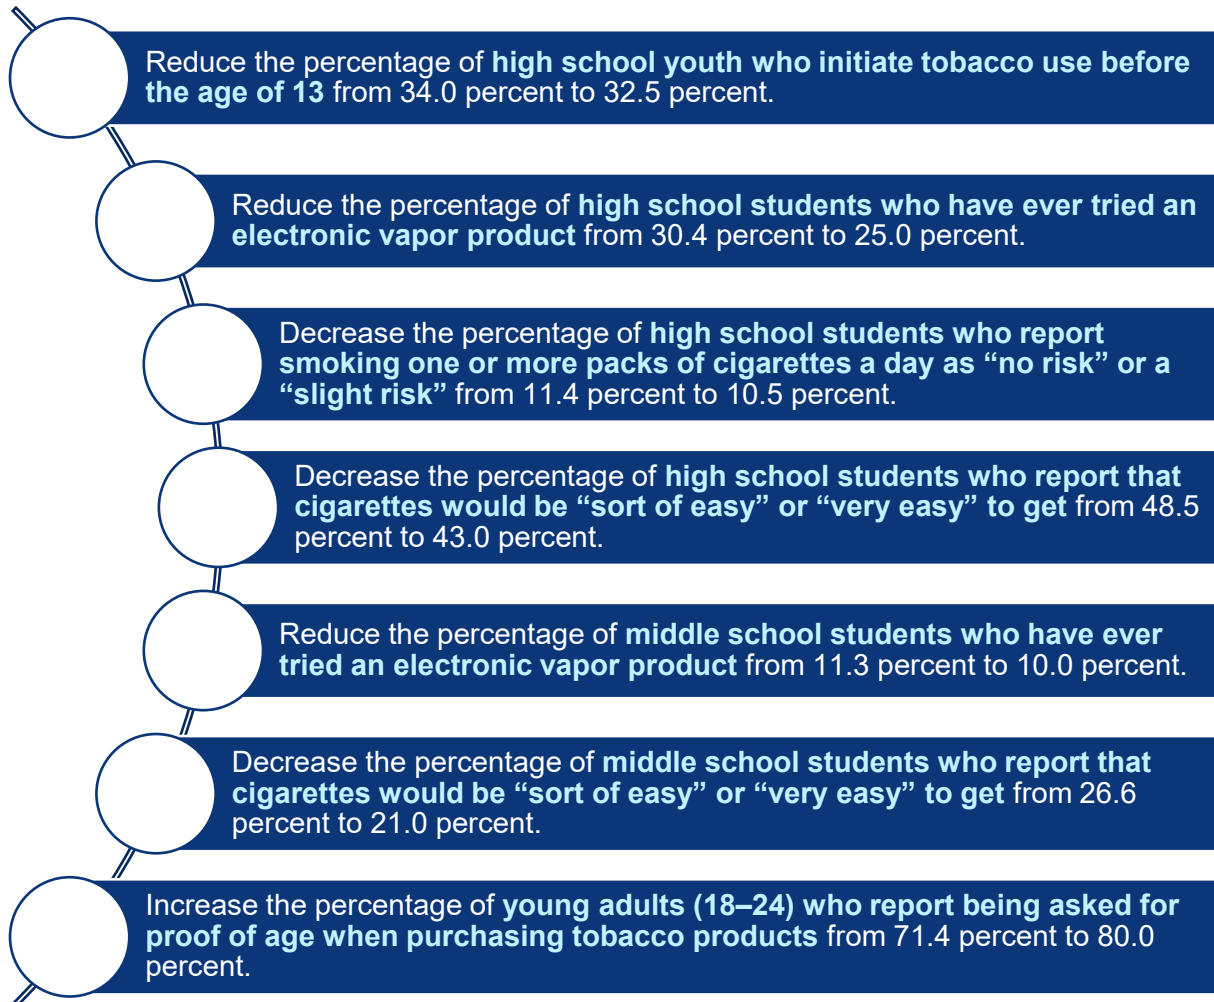 Reduce the percentage of high school youth who initiate tobacco use before
the age of 13 from 34.0 percent to 32.5 percent.
Reduce the percentage of high school students who have ever tried an
electronic vapor product from 30.4 percent to 25.0 percent.
Decrease the percentage of high school students who report
smoking one or more packs of cigarettes a day as “no risk” or a
“slight risk” from 11.4 percent to 10.5 percent.
Decrease the percentage of high school students who report that
cigarettes would be “sort of easy” or “very easy” to get from 48.5
percent to 43.0 percent.
Reduce the percentage of middle school students who have ever
tried an electronic vapor product from 11.3 percent to 10.0 percent.
Decrease the percentage of middle school students who report that
cigarettes would be “sort of easy” or “very easy” to get from 26.6
percent to 21.0 percent.
Increase the percentage of young adults (18–24) who report being asked for
proof of age when purchasing tobacco products from 71.4 percent to 80.0
percent.